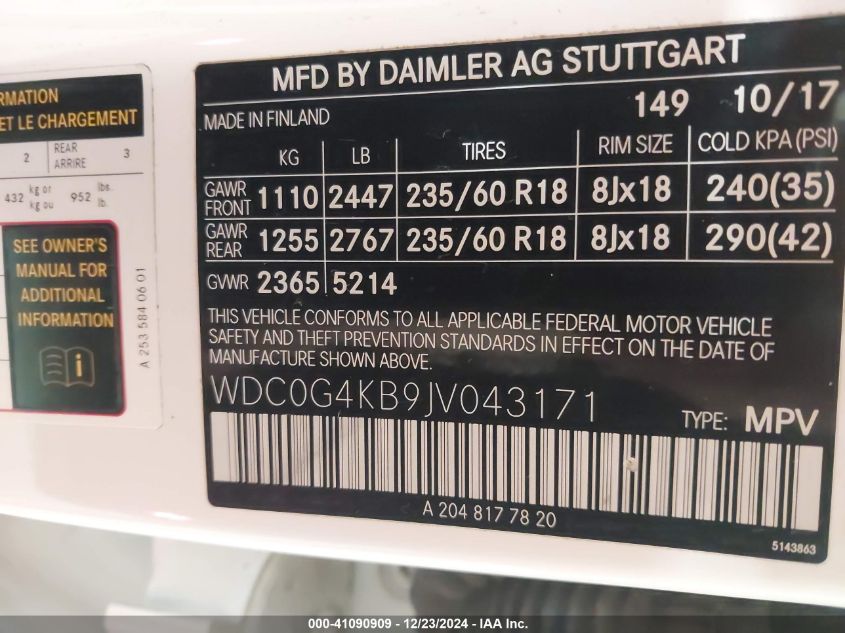 RMATION
ET LE CHARGEMENT
2 REAR ARRIRE 3
432 kg or kg ou 952 lbs. lb.
SEE OWNER'S
MANUAL FOR
ADDITIONAL
INFORMATION
A 253 584 06 01
MFD BY DAIMLER AG STUTTGART
149 10/17
MADE IN FINLAND
KG LB TIRES RIM SIZE COLD KPA (PSI)
GAWR FRONT 1110 2447 235/60 R18 8Jx18 240(35)
GAWR REAR 1255 2767 235/60 R18 8Jx18 290(42)
GVWR 2365 5214
THIS VEHICLE CONFORMS TO ALL APPLICABLE FEDERAL MOTOR VEHICLE
SAFETY AND THEFT PREVENTION STANDARDS IN EFFECT ON THE DATE OF
MANUFACTURE SHOWN ABOVE.
WDC0G4KB9JV043171
TYPE: MPV
A 204 817 78 20
5143863
000-41090909 - 12/23/2024 - IAA Inc.